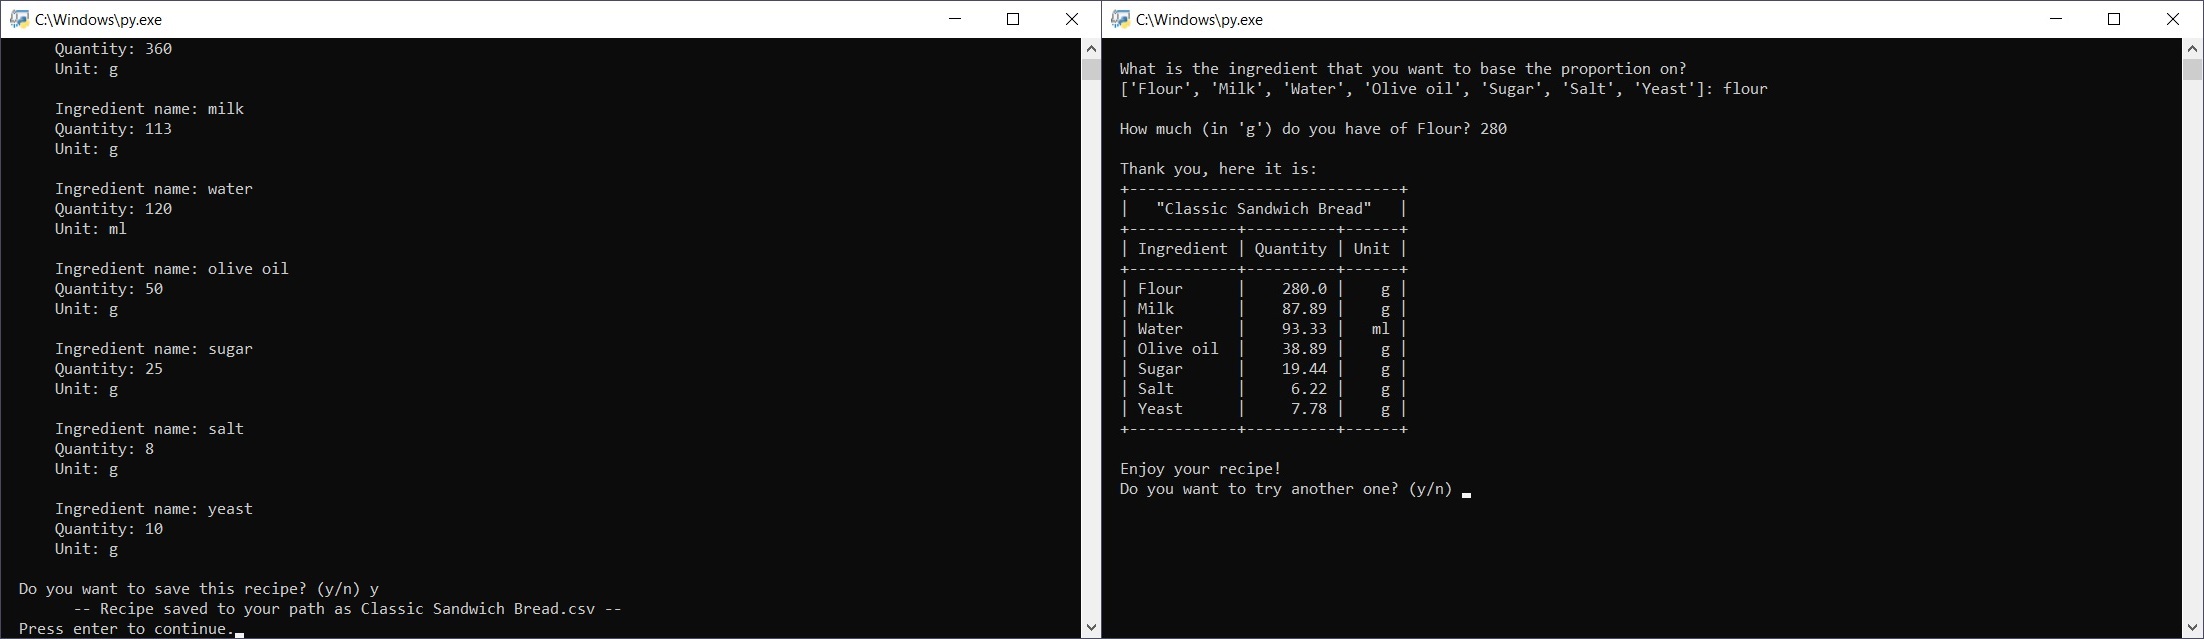 C:\Windows\py.exe
Quantity: 360
Unit: g
Ingredient name: milk
Quantity: 113
Unit: g
Ingredient name: water
Quantity: 120
Unit: ml
Ingredient name: olive oil
Quantity: 50
Unit: g
Ingredient name: sugar
Quantity: 25
Unit: g
Ingredient name: salt
Quantity: 8
Unit: g
Ingredient name: yeast
Quantity: 10
Unit: g
Do you want to save this recipe? (y/n) y
-- Recipe saved to your path as Classic Sandwich Bread.csv --
Press enter to continue.
C:\Windows\py.exe
What is the ingredient that you want to base the proportion on?
['Flour', 'Milk', 'Water', 'Olive oil', 'Sugar', 'Salt', 'Yeast']: flour
How much (in 'g') do you have of Flour? 280
Thank you, here it is:
+------------------------------+
|   "Classic Sandwich Bread"   |
+------------+----------+------+
| Ingredient | Quantity | Unit |
+------------+----------+------+
| Flour      |    280.0 |    g |
| Milk       |    87.89 |    g |
| Water      |    93.33 |   ml |
| Olive oil  |    38.89 |    g |
| Sugar      |    19.44 |    g |
| Salt       |     6.22 |    g |
| Yeast      |     7.78 |    g |
+------------+----------+------+
Enjoy your recipe!
Do you want to try another one? (y/n)